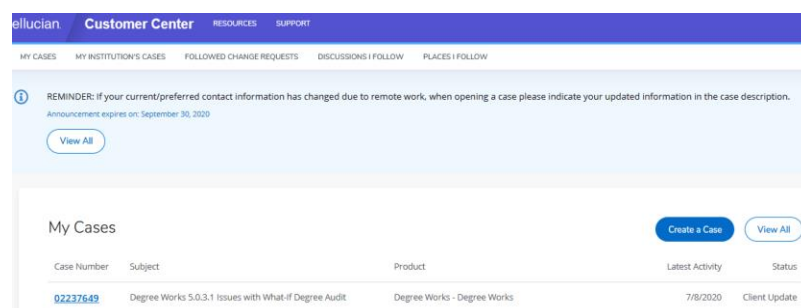 ellucian. Customer Center RESOURCES SUPPORT
MY CASES MY INSTITUTION'S CASES FOLLOWED CHANGE REQUESTS DISCUSSIONS I FOLLOW PLACES I FOLLOW
REMINDER: If your current/preferred contact information has changed due to remote work, when opening a case please indicate your updated information in the case description.
Announcement expires on: September 30, 2020
View All
My Cases Create a Case View All
Case Number Subject Product Latest Activity Status
02237649 Degree Works 5.0.3.1 Issues with What-If Degree Audit Degree Works - Degree Works 7/8/2020 Client Update